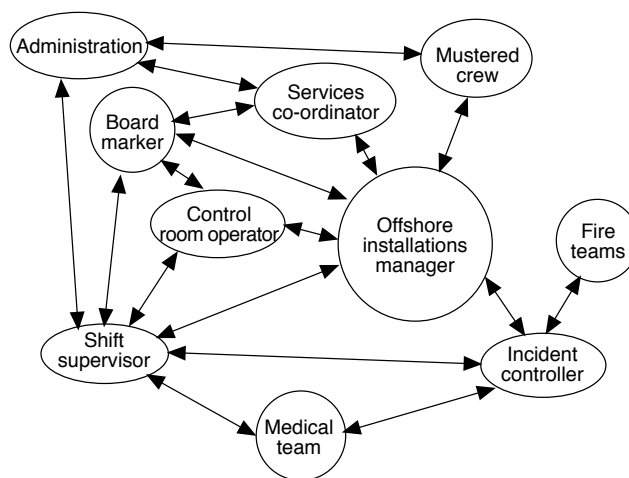 Administration
Mustered
crew
Services
co-ordinator
Board
marker
Control
room operator
Offshore
installations
manager
Fire
teams
Shift
supervisor
Incident
controller
Medical
team